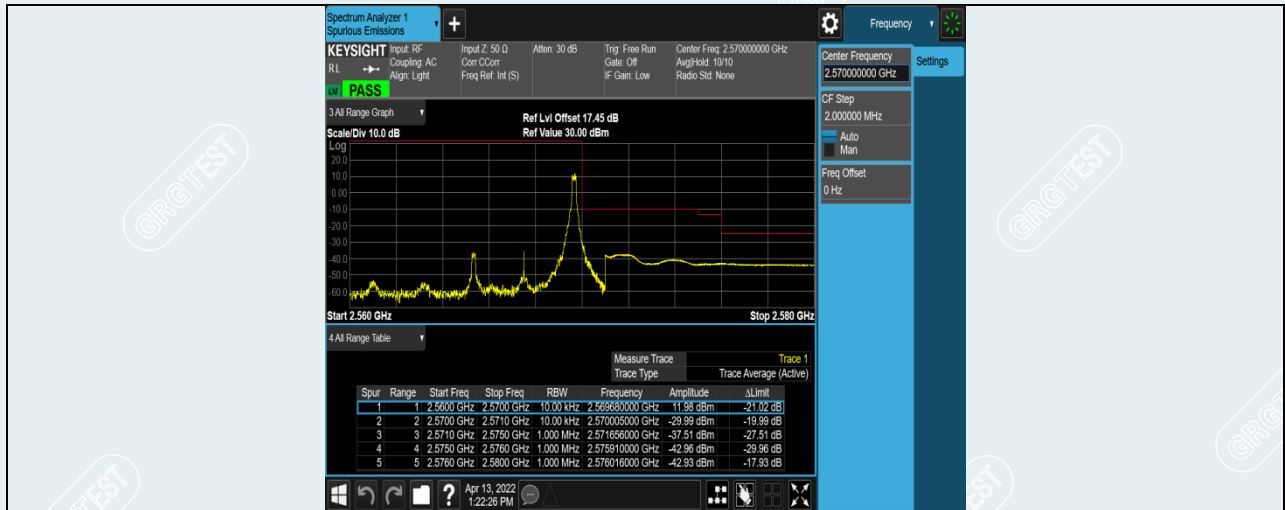 Spectrum Analyzer 1
Spurious Emissions
Frequency
KEYSIGHT Input: RF Input Z: 50 Ω Atten: 30 dB Trig: Free Run Center Freq: 2.570000000 GHz
RL Coupling: AC Corr CCorr Gate: Off Avg|Hold: 10/10
Align: Light Freq Ref: Int (S) IF Gain: Low Radio Std: None
LXI PASS
Center Frequency
2.570000000 GHz
Settings
CF Step
2.000000 MHz
Auto
Man
Freq Offset
0 Hz
3 All Range Graph
Ref Lvl Offset 17.45 dB
Scale/Div 10.0 dB Ref Value 30.00 dBm
Log
20.0
10.0
0.00
-10.0
-20.0
-30.0
-40.0
-50.0
-60.0
Start 2.560 GHz Stop 2.580 GHz
4 All Range Table
Measure Trace Trace 1
Trace Type Trace Average (Active)
Spur Range Start Freq Stop Freq RBW Frequency Amplitude ΔLimit
1 1 2.5600 GHz 2.5700 GHz 10.00 kHz 2.569680000 GHz 11.98 dBm -21.02 dB
2 2 2.5700 GHz 2.5710 GHz 10.00 kHz 2.570005000 GHz -29.99 dBm -19.99 dB
3 3 2.5710 GHz 2.5750 GHz 1.000 MHz 2.571656000 GHz -37.51 dBm -27.51 dB
4 4 2.5750 GHz 2.5760 GHz 1.000 MHz 2.575910000 GHz -42.96 dBm -29.96 dB
5 5 2.5760 GHz 2.5800 GHz 1.000 MHz 2.576016000 GHz -42.93 dBm -17.93 dB
? Apr 13, 2022
1:22:26 PM
GRGTEST
GRGTEST
GRGTEST
GRGTEST